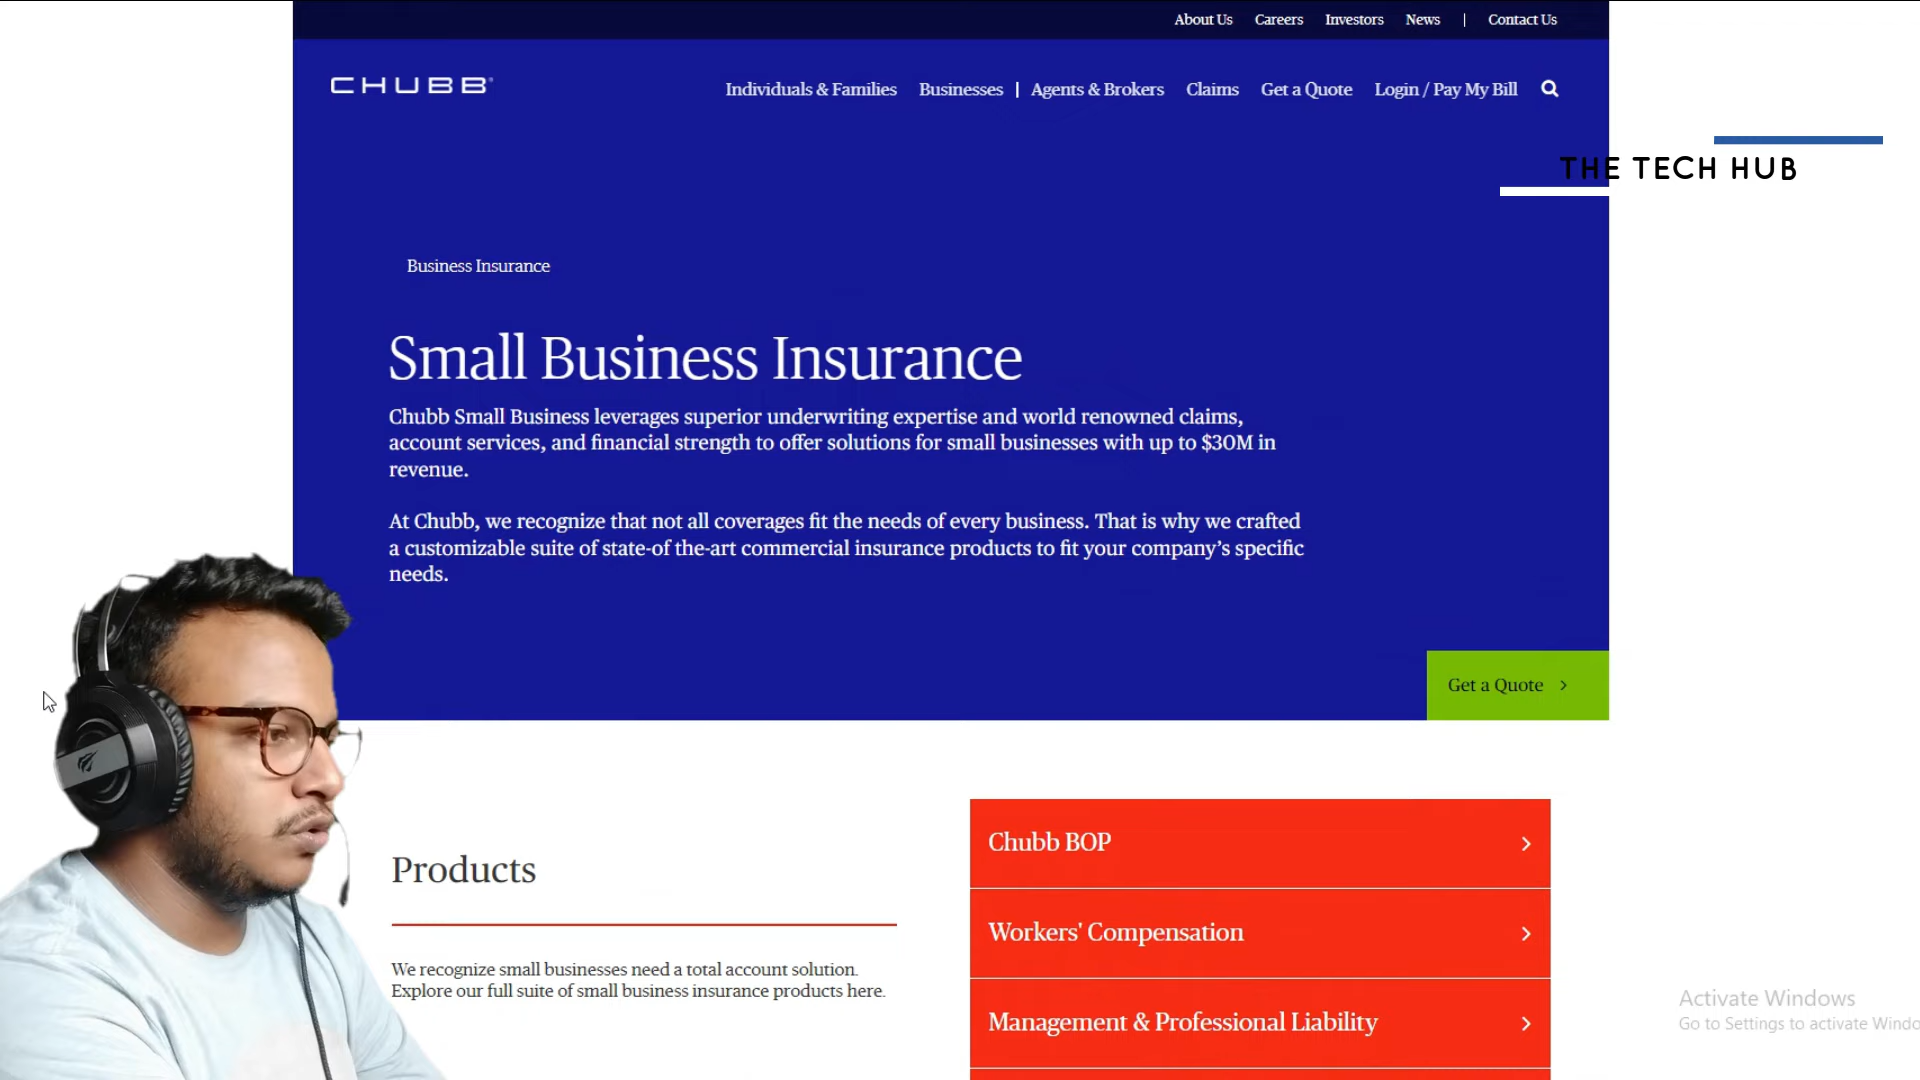 About Us Careers Investors News | Contact Us
CHUBB®
Individuals & Families Businesses | Agents & Brokers Claims Get a Quote Login / Pay My Bill
THE TECH HUB
Business Insurance
Small Business Insurance
Chubb Small Business leverages superior underwriting expertise and world renowned claims,
account services, and financial strength to offer solutions for small businesses with up to $30M in
revenue.
At Chubb, we recognize that not all coverages fit the needs of every business. That is why we crafted
a customizable suite of state-of the-art commercial insurance products to fit your company's specific
needs.
Get a Quote
Products
We recognize small businesses need a total account solution.
Explore our full suite of small business insurance products here.
Chubb BOP
Workers' Compensation
Management & Professional Liability
Activate Windows
Go to Settings to activate Windo